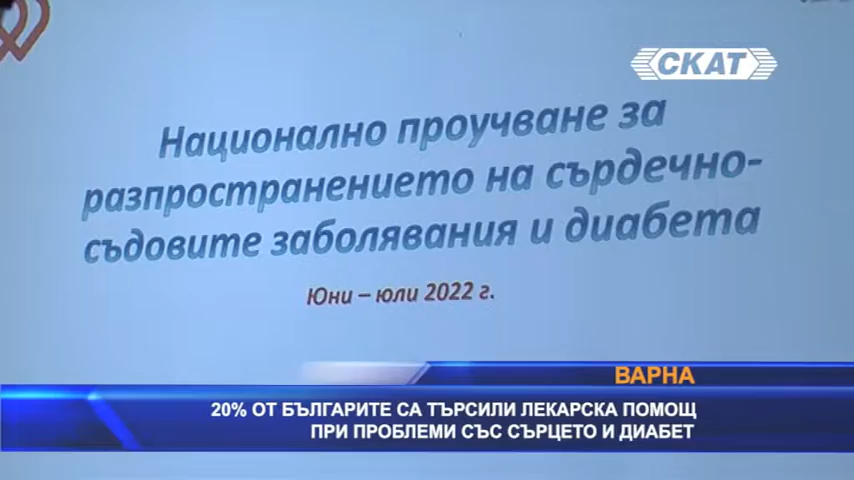 СКАТ
Национално проучване за
разпространението на сърдечно-
съдовите заболявания и диабета
Юни – юли 2022 г.
ВАРНА
20% ОТ БЪЛГАРИТЕ СА ТЪРСИЛИ ЛЕКАРСКА ПОМОЩ
ПРИ ПРОБЛЕМИ СЪС СЪРЦЕТО И ДИАБЕТ